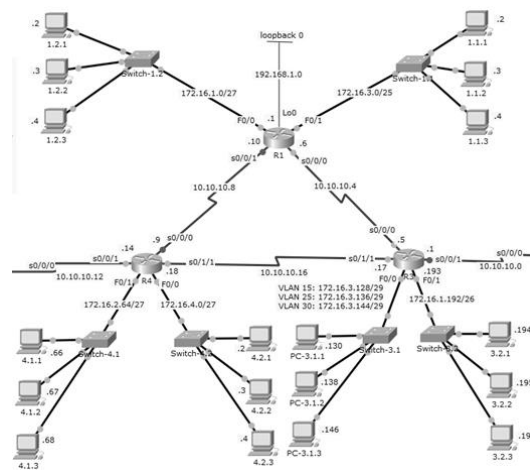 .2
1.2.1
.3
1.2.2
.4
1.2.3
Switch-1.2
172.16.1.0/27
loopback 0
192.168.1.0
.1
Lo0
F0/0
F0/1
.10
.6
R1
s0/0/1
s0/0/0
172.16.3.0/25
.2
1.1.1
.3
1.1.2
.4
1.1.3
10.10.10.8
10.10.10.4
.9
s0/0/0
.14
s0/0/1
s0/0/0
10.10.10.12
R4
.18
s0/1/1
F0/1
F0/0
10.10.10.16
.5
.1
s0/1/1
.17
s0/0/1
s0/0/0
10.10.10.0
.193
F0/0
F0/1
172.16.2.64/27
172.16.4.0/27
VLAN 15: 172.16.3.128/29
VLAN 25: 172.16.3.136/29
VLAN 30: 172.16.3.144/29
172.16.1.192/26
Switch-4.1
.66
4.1.1
.67
4.1.2
.68
4.1.3
.2
4.2.1
.3
4.2.2
.4
4.2.3
Switch-3.1
.130
PC-3.1.1
.138
PC-3.1.2
.146
PC-3.1.3
3.2.1
3.2.2
3.2.3